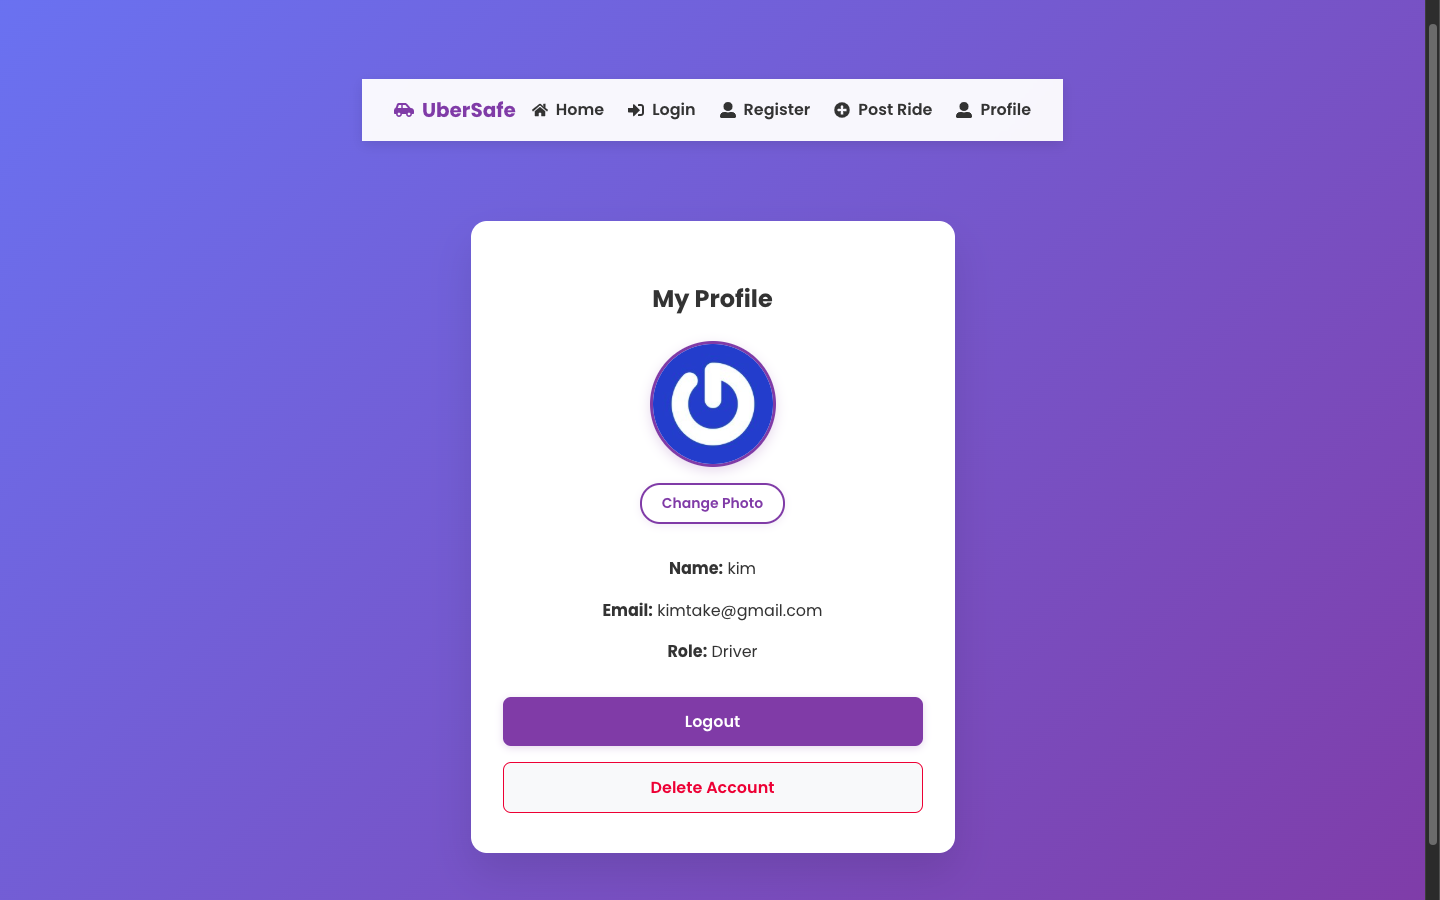 UberSafe Home Login Register Post Ride Profile
My Profile
Change Photo
Name: kim
Email: kimtake@gmail.com
Role: Driver
Logout
Delete Account